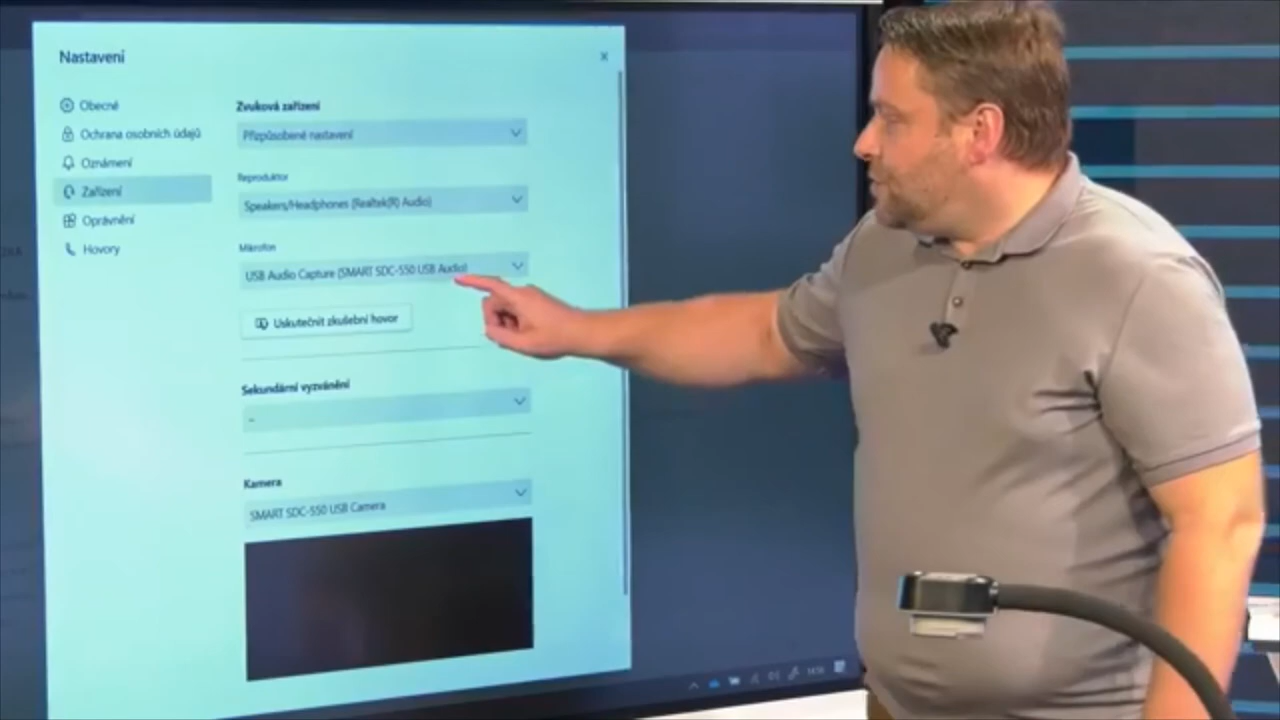 Nastavení
Obecné
Ochrana osobních údajů
Oznámení
Zařízení
Oprávnění
Hovory
Zvuková zařízení
Přizpůsobené nastavení
Reproduktor
Speakers/Headphones (Realtek(R) Audio)
Mikrofon
USB Audio Capture (SMART SDC-550 USB Audio)
Uskutečnit zkušební hovor
Sekundární vyzvánění
--
Kamera
SMART SDC-550 USB Camera